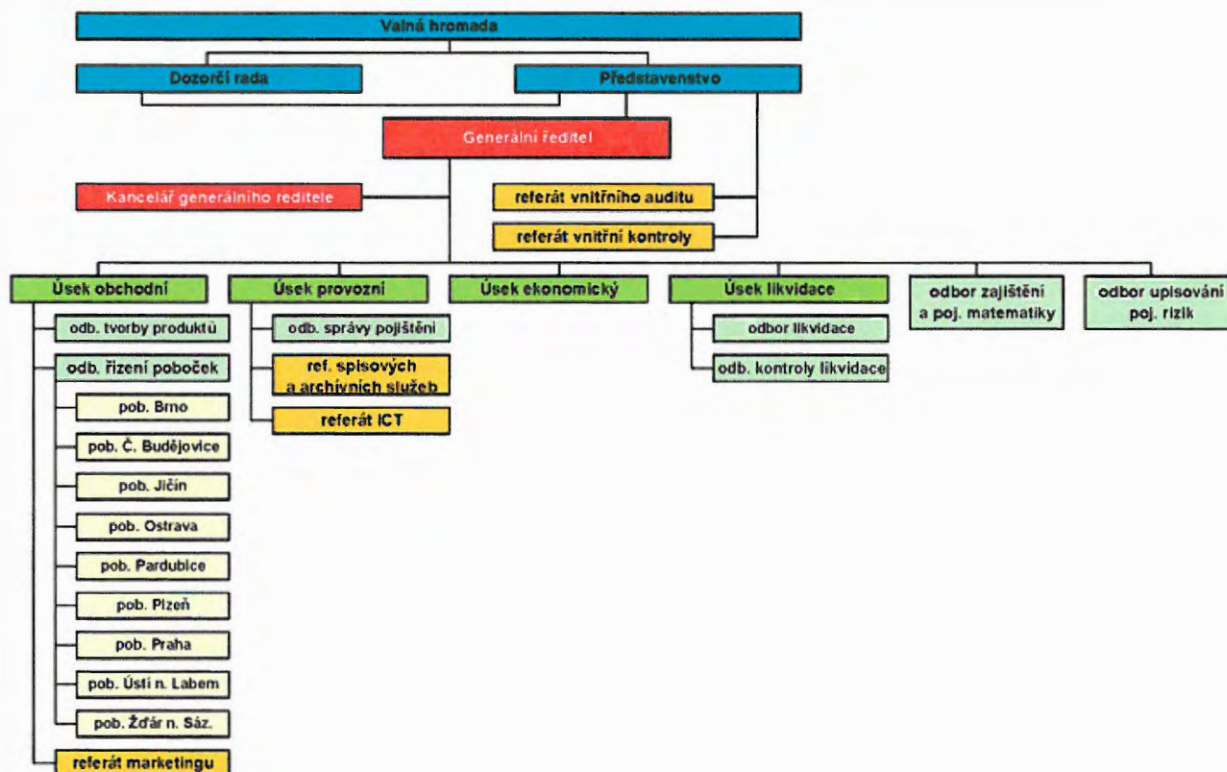 Valná hromada
Dozorčí rada
Představenstvo
Generální ředitel
Kancelář generálního reditele
referát vnitřního auditu
referát vnitřní kontroly
Úsek obchodní
odb. tvorby produktů
odb. řízení poboček
pob. Brno
pob. Č. Budějovice
pob. Jičín
pob. Ostrava
pob. Pardubice
pob. Plzeň
pob. Praha
pob. Ústí n. Labem
pob. Žďár n. Sáz.
referát marketingu
Úsek provozní
odb. správy pojištění
ref. spisových
a archívních služeb
referát ICT
Úsek ekonomický
Úsek likvidace
odbor likvidace
odb. kontroly likvidace
odbor zajištění
a poj. matematiky
odbor upisování
poj. rizik